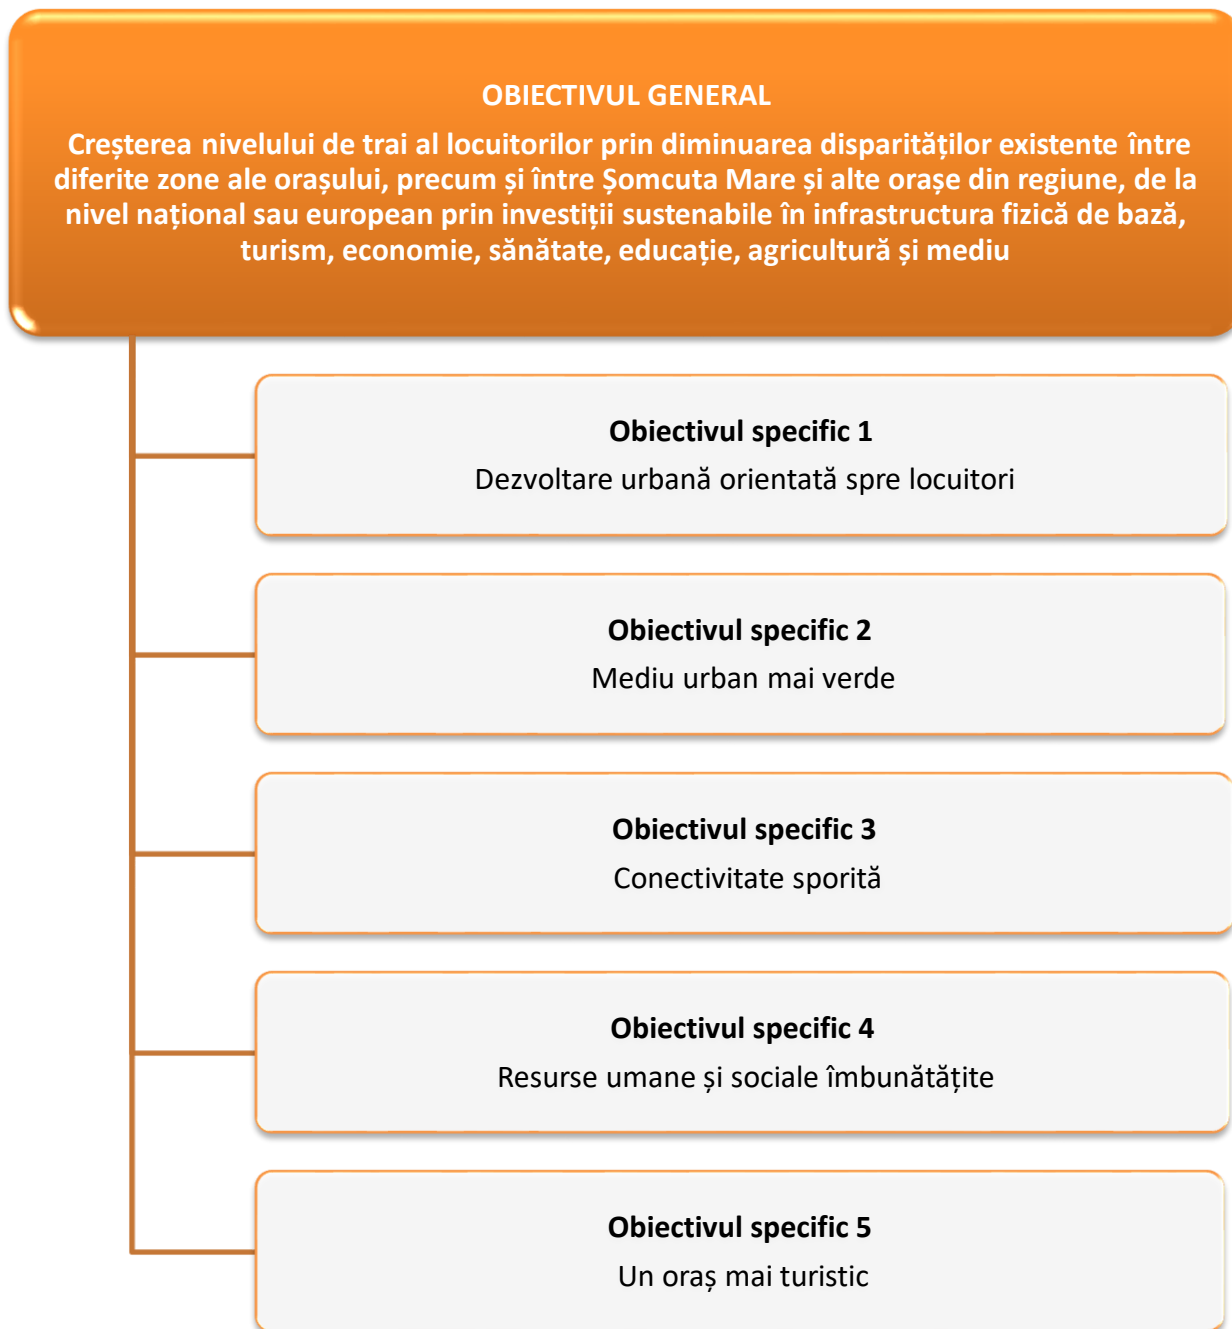 OBIECTIVUL GENERAL
Creșterea nivelului de trai al locuitorilor prin diminuarea disparităților existente între
diferite zone ale orașului, precum și între Șomcuta Mare și alte orașe din regiune, de la
nivel național sau european prin investiții sustenabile în infrastructura fizică de bază,
turism, economie, sănătate, educație, agricultură și mediu
Obiectivul specific 1
Dezvoltare urbană orientată spre locuitori
Obiectivul specific 2
Mediu urban mai verde
Obiectivul specific 3
Conectivitate sporită
Obiectivul specific 4
Resurse umane și sociale îmbunătățite
Obiectivul specific 5
Un oraș mai turistic